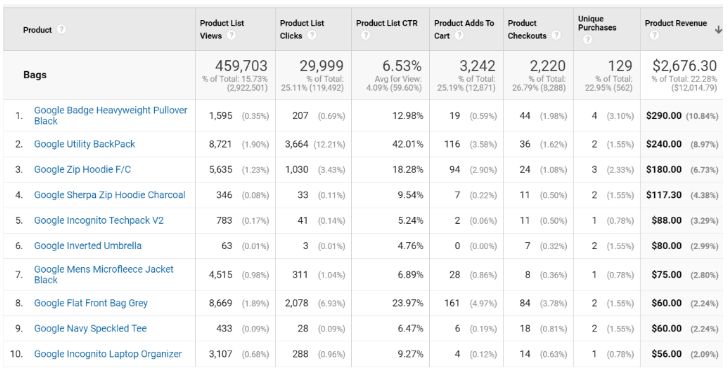 Product ?
Product List Views ?
Product List Clicks ?
Product List CTR ?
Product Adds To Cart ?
Product Checkouts ?
Unique Purchases ?
Product Revenue ?
Bags
459,703
% of Total: 15.73% (2,922,501)
29,999
% of Total: 25.11% (119,492)
6.53%
Avg for View: 4.09% (59.60%)
3,242
% of Total: 25.19% (12,871)
2,220
% of Total: 26.79% (8,288)
129
% of Total: 22.95% (562)
$2,676.30
% of Total: 22.28% ($12,014.79)
1. Google Badge Heavyweight Pullover Black 1,595 (0.35%) 207 (0.69%) 12.98% 19 (0.59%) 44 (1.98%) 4 (3.10%) $290.00 (10.84%)
2. Google Utility BackPack 8,721 (1.90%) 3,664 (12.21%) 42.01% 116 (3.58%) 36 (1.62%) 2 (1.55%) $240.00 (8.97%)
3. Google Zip Hoodie F/C 5,635 (1.23%) 1,030 (3.43%) 18.28% 94 (2.90%) 24 (1.08%) 3 (2.33%) $180.00 (6.73%)
4. Google Sherpa Zip Hoodie Charcoal 346 (0.08%) 33 (0.11%) 9.54% 7 (0.22%) 11 (0.50%) 2 (1.55%) $117.30 (4.38%)
5. Google Incognito Techpack V2 783 (0.17%) 41 (0.14%) 5.24% 2 (0.06%) 11 (0.50%) 1 (0.78%) $88.00 (3.29%)
6. Google Inverted Umbrella 63 (0.01%) 3 (0.01%) 4.76% 0 (0.00%) 7 (0.32%) 2 (1.55%) $80.00 (2.99%)
7. Google Mens Microfleece Jacket Black 4,515 (0.98%) 311 (1.04%) 6.89% 28 (0.86%) 8 (0.36%) 1 (0.78%) $75.00 (2.80%)
8. Google Flat Front Bag Grey 8,669 (1.89%) 2,078 (6.93%) 23.97% 161 (4.97%) 84 (3.78%) 2 (1.55%) $60.00 (2.24%)
9. Google Navy Speckled Tee 433 (0.09%) 28 (0.09%) 6.47% 6 (0.19%) 18 (0.81%) 2 (1.55%) $60.00 (2.24%)
10. Google Incognito Laptop Organizer 3,107 (0.68%) 288 (0.96%) 9.27% 4 (0.12%) 14 (0.63%) 1 (0.78%) $56.00 (2.09%)